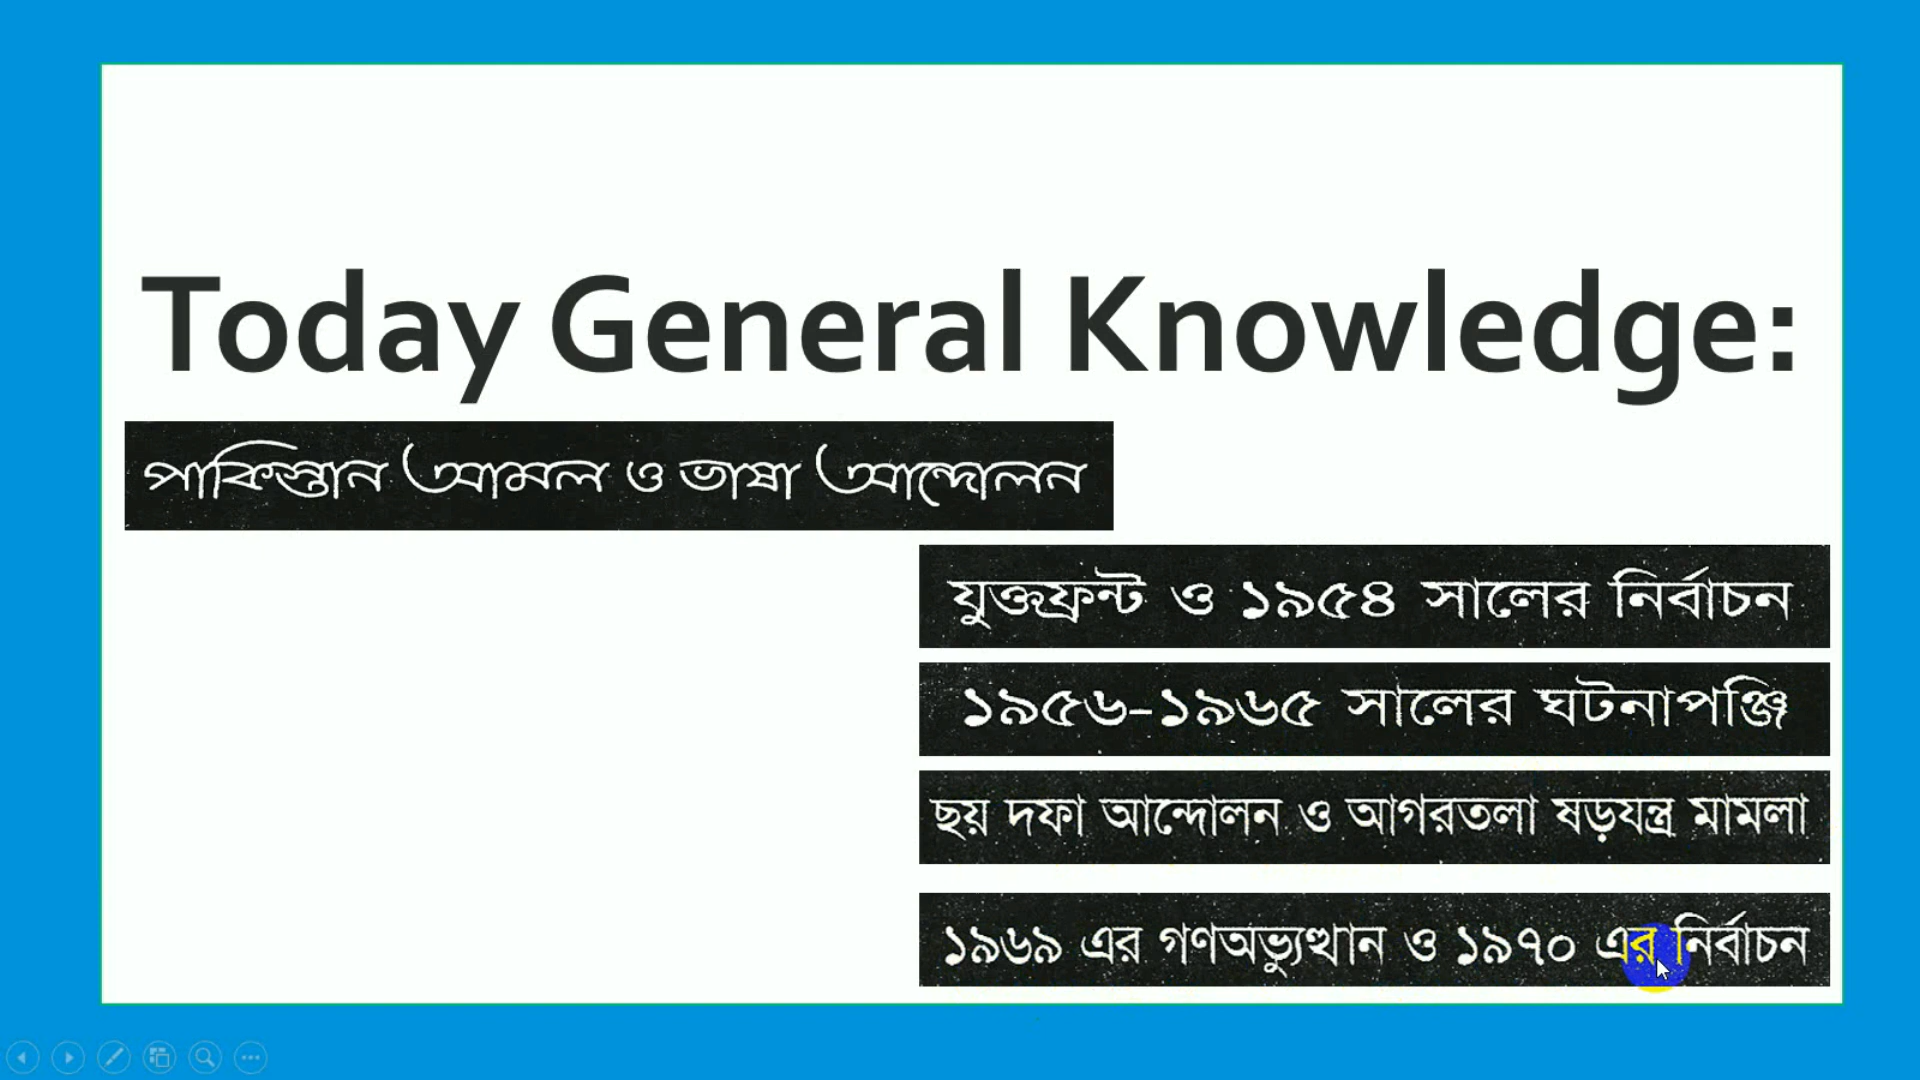 Today General Knowledge:
পাকিস্তান আমল ও ভাষা আন্দোলন
যুক্তফ্রন্ট ও ১৯৫৪ সালের নির্বাচন
১৯৫৬-১৯৬৫ সালের ঘটনাপঞ্জি
ছয় দফা আন্দোলন ও আগরতলা ষড়যন্ত্র মামলা
১৯৬৯ এর গণঅভ্যুত্থান ও ১৯৭০ এর নির্বাচন